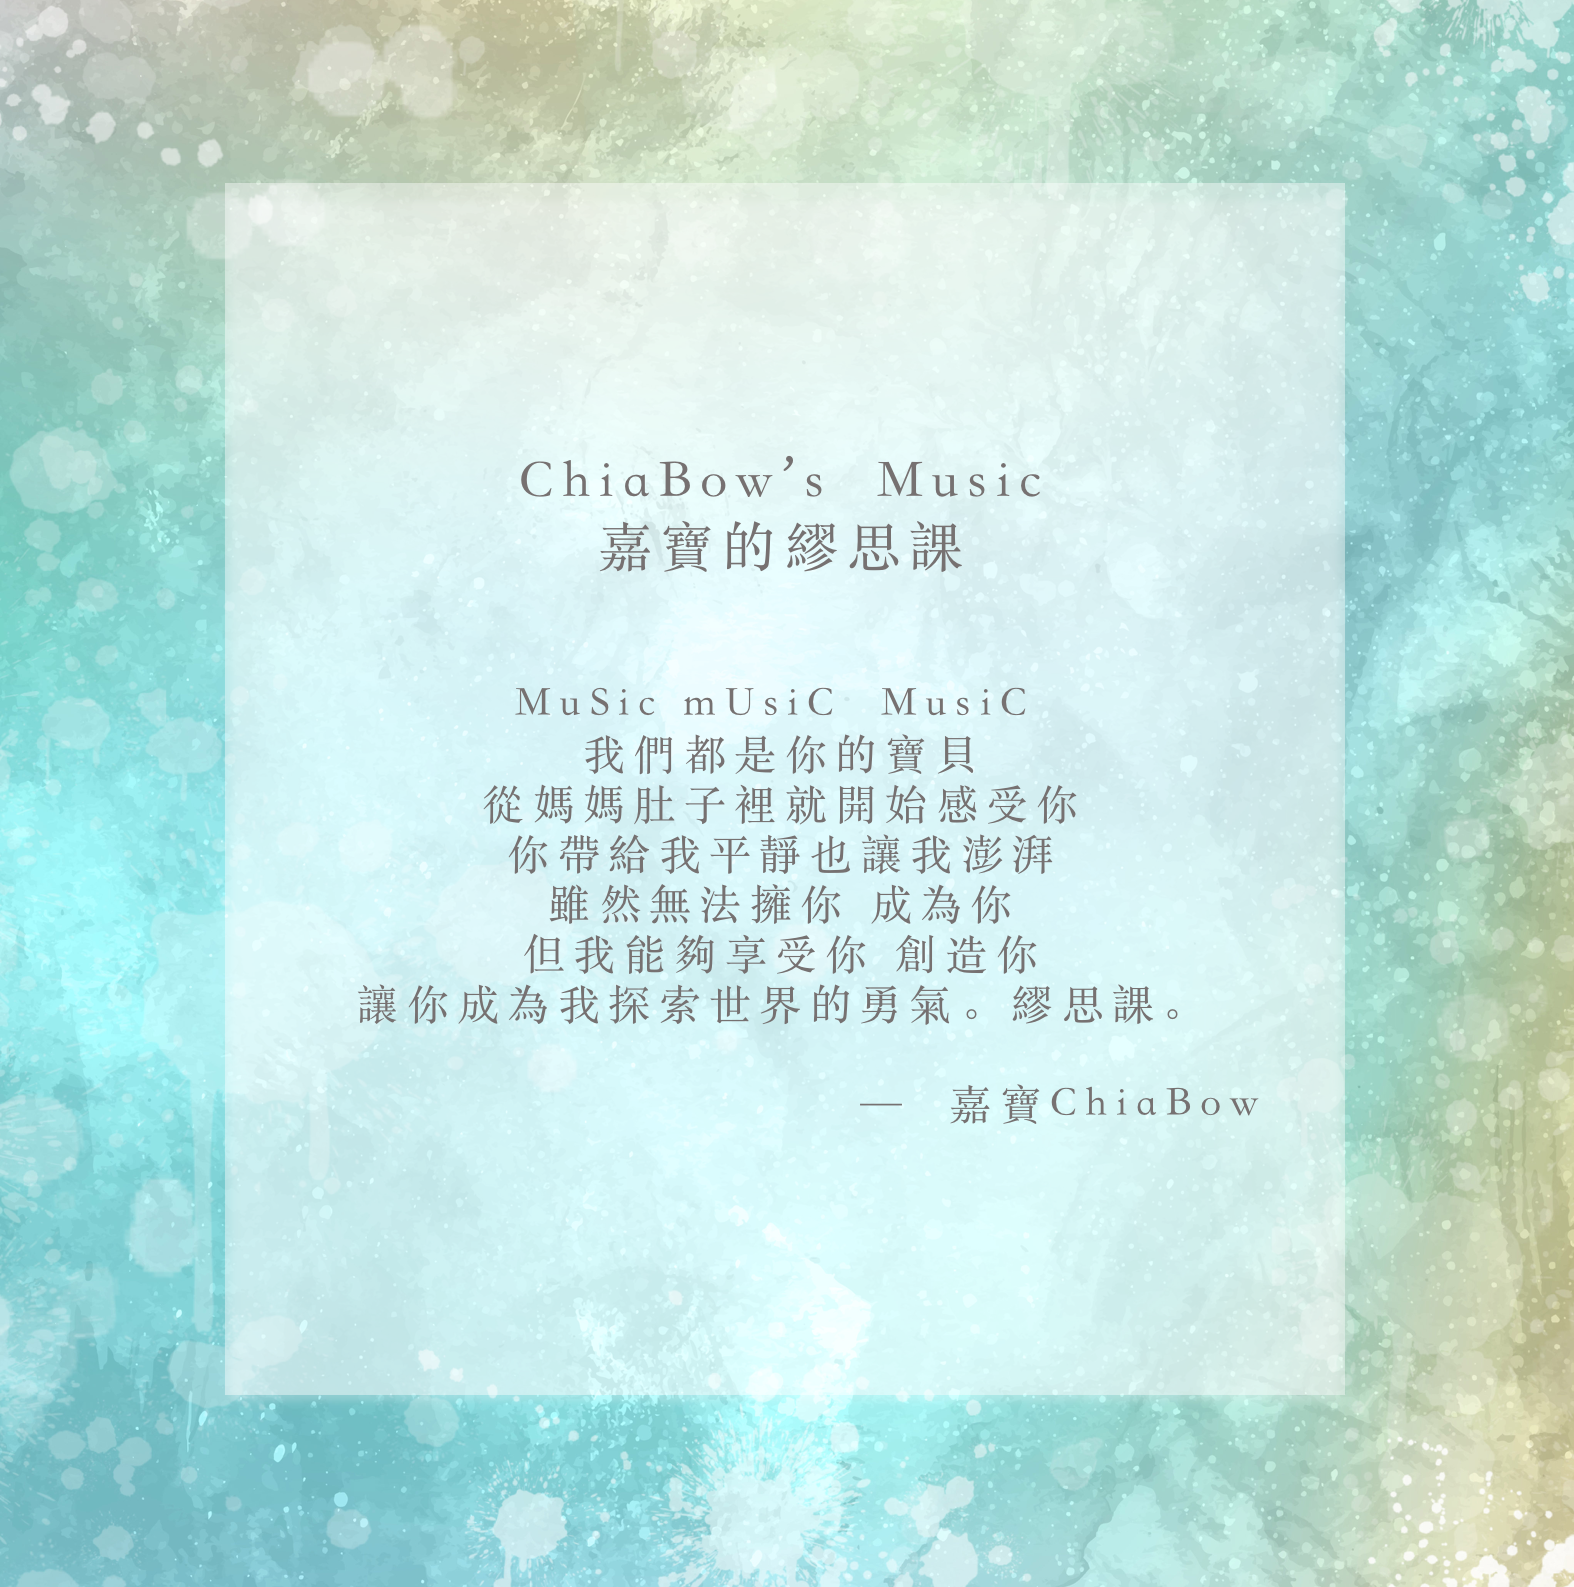 ChiaBow’s Music
嘉寶的繆思課
MuSic mUsiC MusiC
我們都是你的寶貝
從媽媽肚子裡就開始感受你
你帶給我平靜也讓我澎湃
雖然無法擁你 成為你
但我能夠享受你 創造你
讓你成為我探索世界的勇氣。繆思課。
— 嘉寶ChiaBow